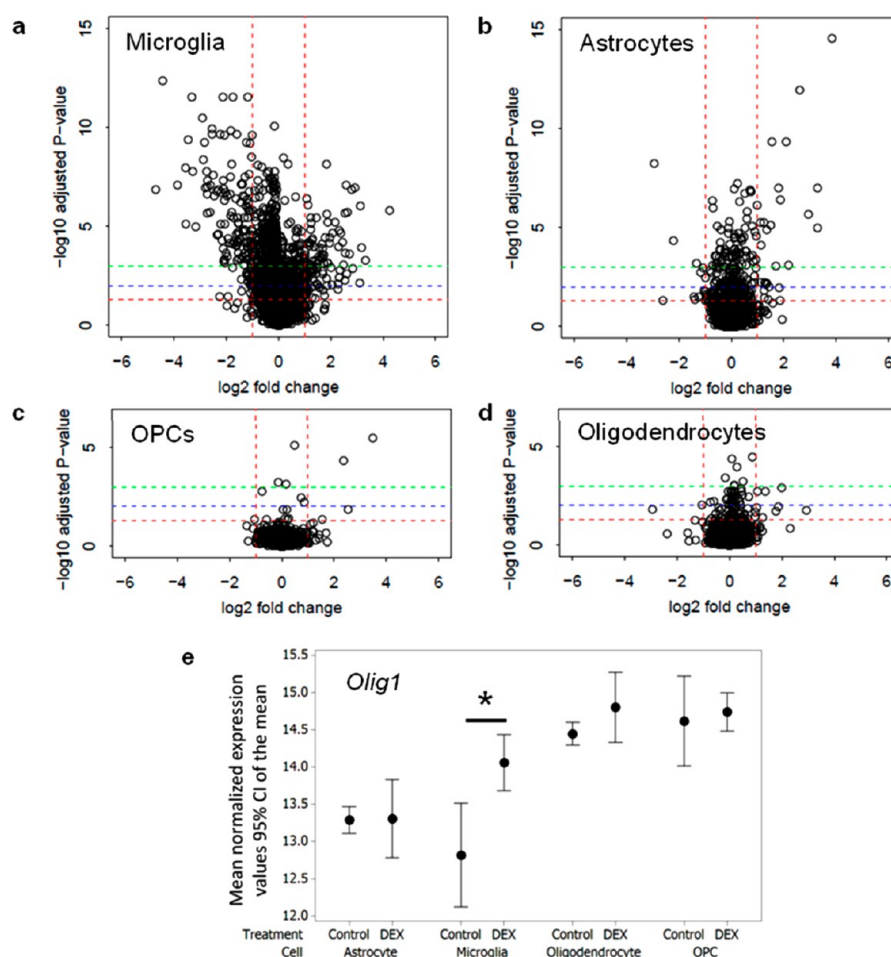 a
Microglia
15
10
5
0
−log10 adjusted P−value
−6 −4 −2 0 2 4 6
log2 fold change
b
Astrocytes
15
10
5
0
−log10 adjusted P−value
−6 −4 −2 0 2 4 6
log2 fold change
c
OPCs
5
0
−log10 adjusted P−value
−6 −4 −2 0 2 4 6
log2 fold change
d
Oligodendrocytes
5
0
−log10 adjusted P−value
−6 −4 −2 0 2 4 6
log2 fold change
e
Olig1
*
Mean normalized expression
values 95% CI of the mean
15.5
15.0
14.5
14.0
13.5
13.0
12.5
12.0
Treatment Control DEX Control DEX Control DEX Control DEX
Cell Astrocyte Microglia Oligodendrocyte OPC